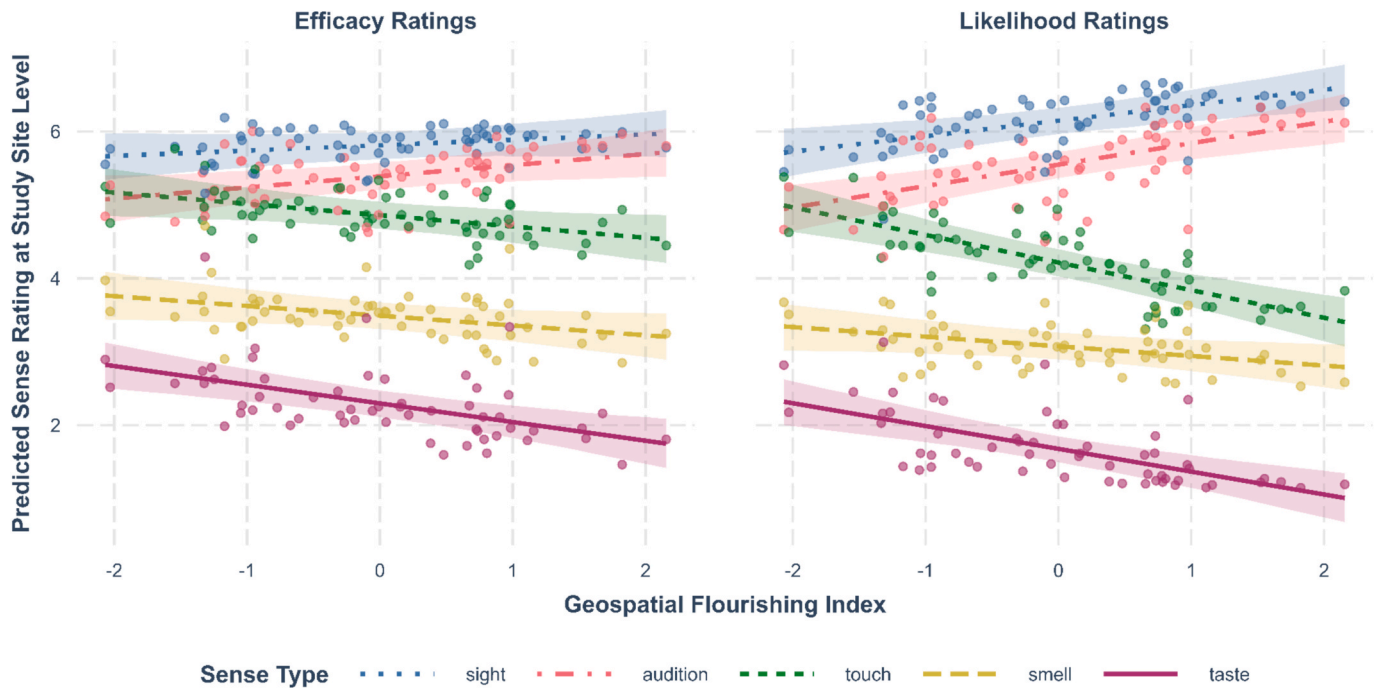 Efficacy Ratings
Likelihood Ratings
Predicted Sense Rating at Study Site Level
6
4
2
-2 -1 0 1 2
-2 -1 0 1 2
Geospatial Flourishing Index
Sense Type sight audition touch smell taste